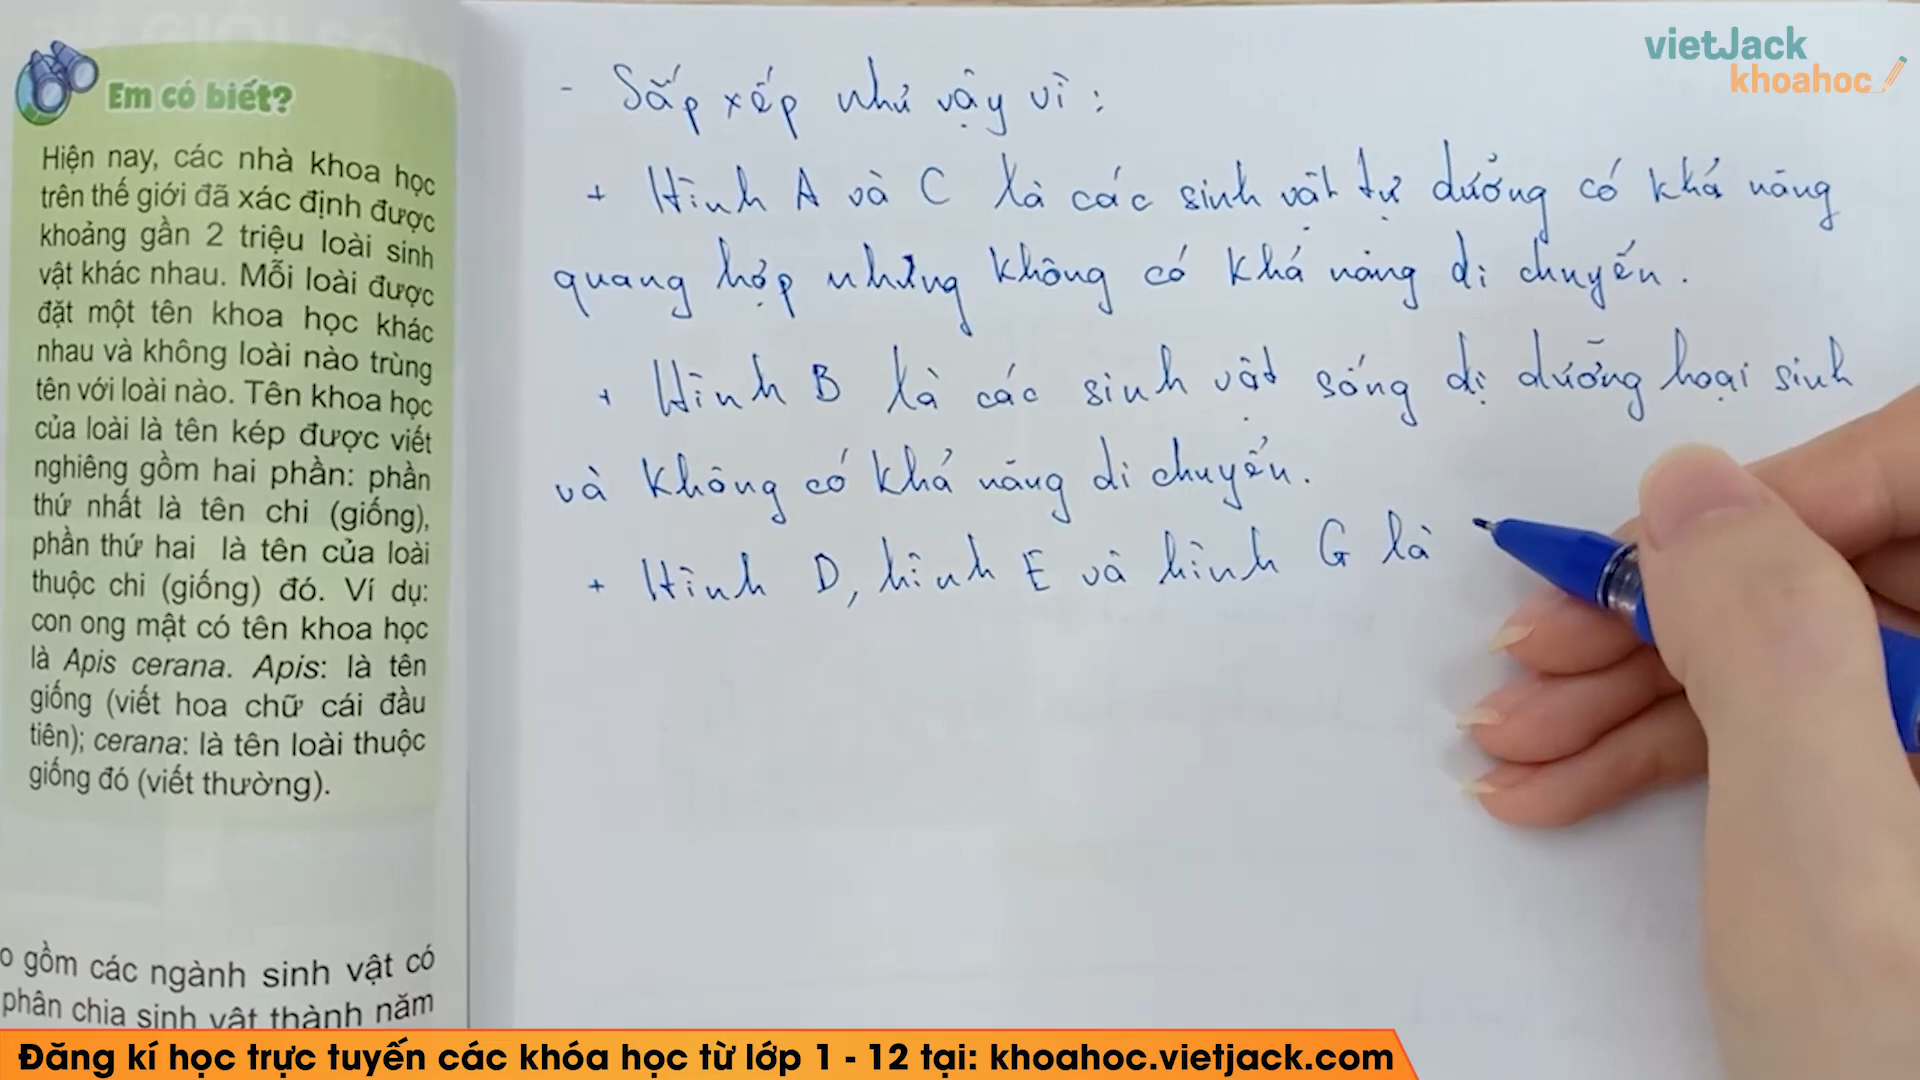 Em có biết?
Hiện nay, các nhà khoa học
trên thế giới đã xác định được
khoảng gần 2 triệu loài sinh
vật khác nhau. Mỗi loài được
đặt một tên khoa học khác
nhau và không loài nào trùng
tên với loài nào. Tên khoa học
của loài là tên kép được viết
nghiêng gồm hai phần: phần
thứ nhất là tên chi (giống),
phần thứ hai là tên của loài
thuộc chi (giống) đó. Ví dụ:
con ong mật có tên khoa học
là Apis cerana. Apis: là tên
giống (viết hoa chữ cái đầu
tiên); cerana: là tên loài thuộc
giống đó (viết thường).
o gồm các ngành sinh vật có
phân chia sinh vật thành năm
vietJack
khoahoc
- Sắp xếp như vậy vì:
+ Hình A và C là các sinh vật tự dưỡng có khả năng
quang hợp nhưng không có khả năng di chuyển.
+ Hình B là các sinh vật sống dị dưỡng hoại sinh
và không có khả năng di chuyển.
+ Hình D, hình E và hình G là
Đăng kí học trực tuyến các khóa học từ lớp 1 - 12 tại: khoahoc.vietjack.com